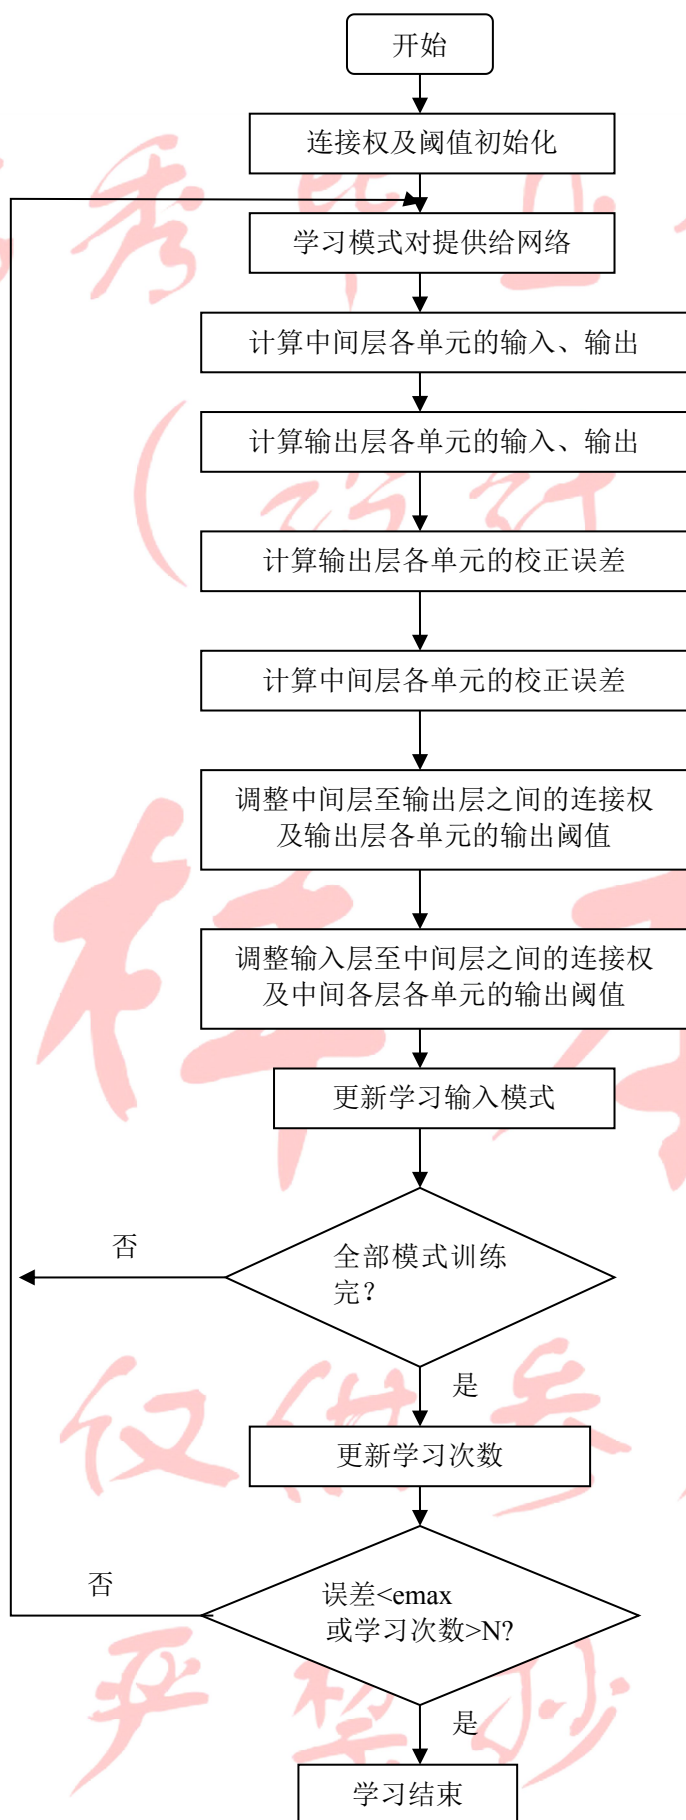 开始
连接权及阈值初始化
学习模式对提供给网络
计算中间层各单元的输入、输出
计算输出层各单元的输入、输出
计算输出层各单元的校正误差
计算中间层各单元的校正误差
调整中间层至输出层之间的连接权
及输出层各单元的输出阈值
调整输入层至中间层之间的连接权
及中间各层各单元的输出阈值
更新学习输入模式
否
全部模式训练
完?
是
更新学习次数
否
误差<emax
或学习次数>N?
是
学习结束
秀
仅供参
严禁抄